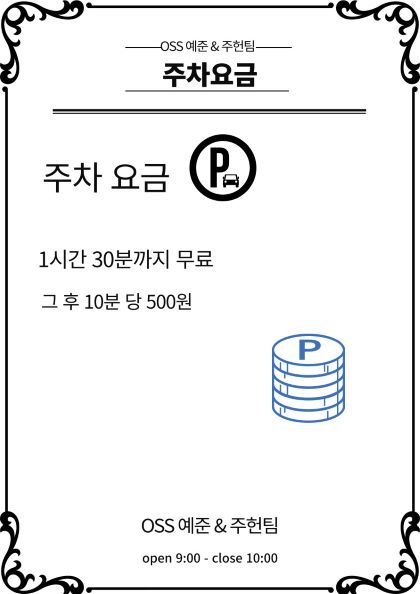 OSS 예준 & 주헌팀
주차요금
주차 요금
P
1시간 30분까지 무료
그 후 10분 당 500원
P
OSS 예준 & 주헌팀
open 9:00 - close 10:00